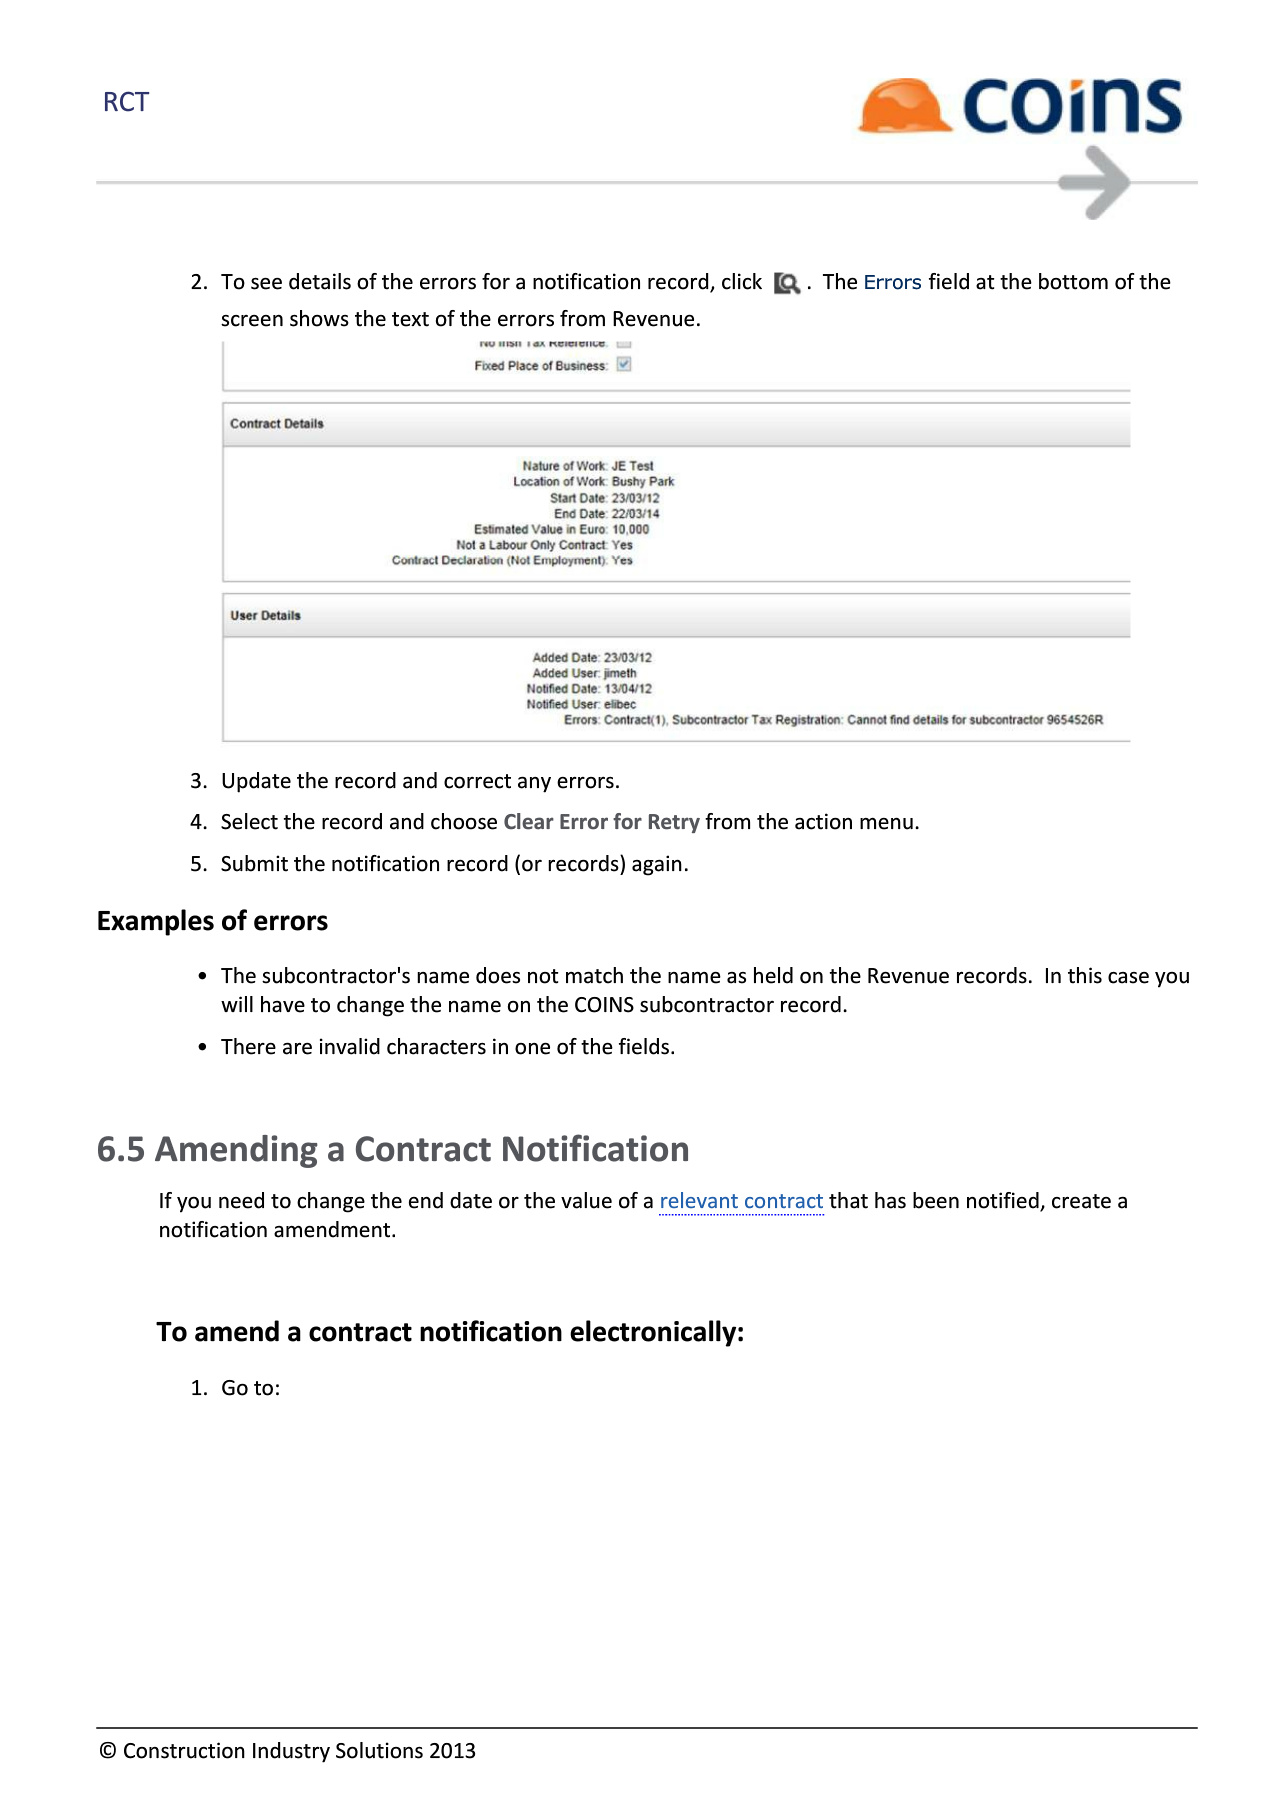 RCT
coins
2. To see details of the errors for a notification record, click . The Errors field at the bottom of the
screen shows the text of the errors from Revenue.
No Irish Tax Reference:
Fixed Place of Business:
Contract Details
Nature of Work: JE Test
Location of Work: Bushy Park
Start Date: 23/03/12
End Date: 22/03/14
Estimated Value in Euro: 10,000
Not a Labour Only Contract: Yes
Contract Declaration (Not Employment): Yes
User Details
Added Date: 23/03/12
Added User: jimeth
Notified Date: 13/04/12
Notified User: elibec
Errors: Contract(1), Subcontractor Tax Registration: Cannot find details for subcontractor 9654526R
3. Update the record and correct any errors.
4. Select the record and choose Clear Error for Retry from the action menu.
5. Submit the notification record (or records) again.
Examples of errors
• The subcontractor's name does not match the name as held on the Revenue records. In this case you
will have to change the name on the COINS subcontractor record.
• There are invalid characters in one of the fields.
6.5 Amending a Contract Notification
If you need to change the end date or the value of a relevant contract that has been notified, create a
notification amendment.
To amend a contract notification electronically:
1. Go to:
© Construction Industry Solutions 2013